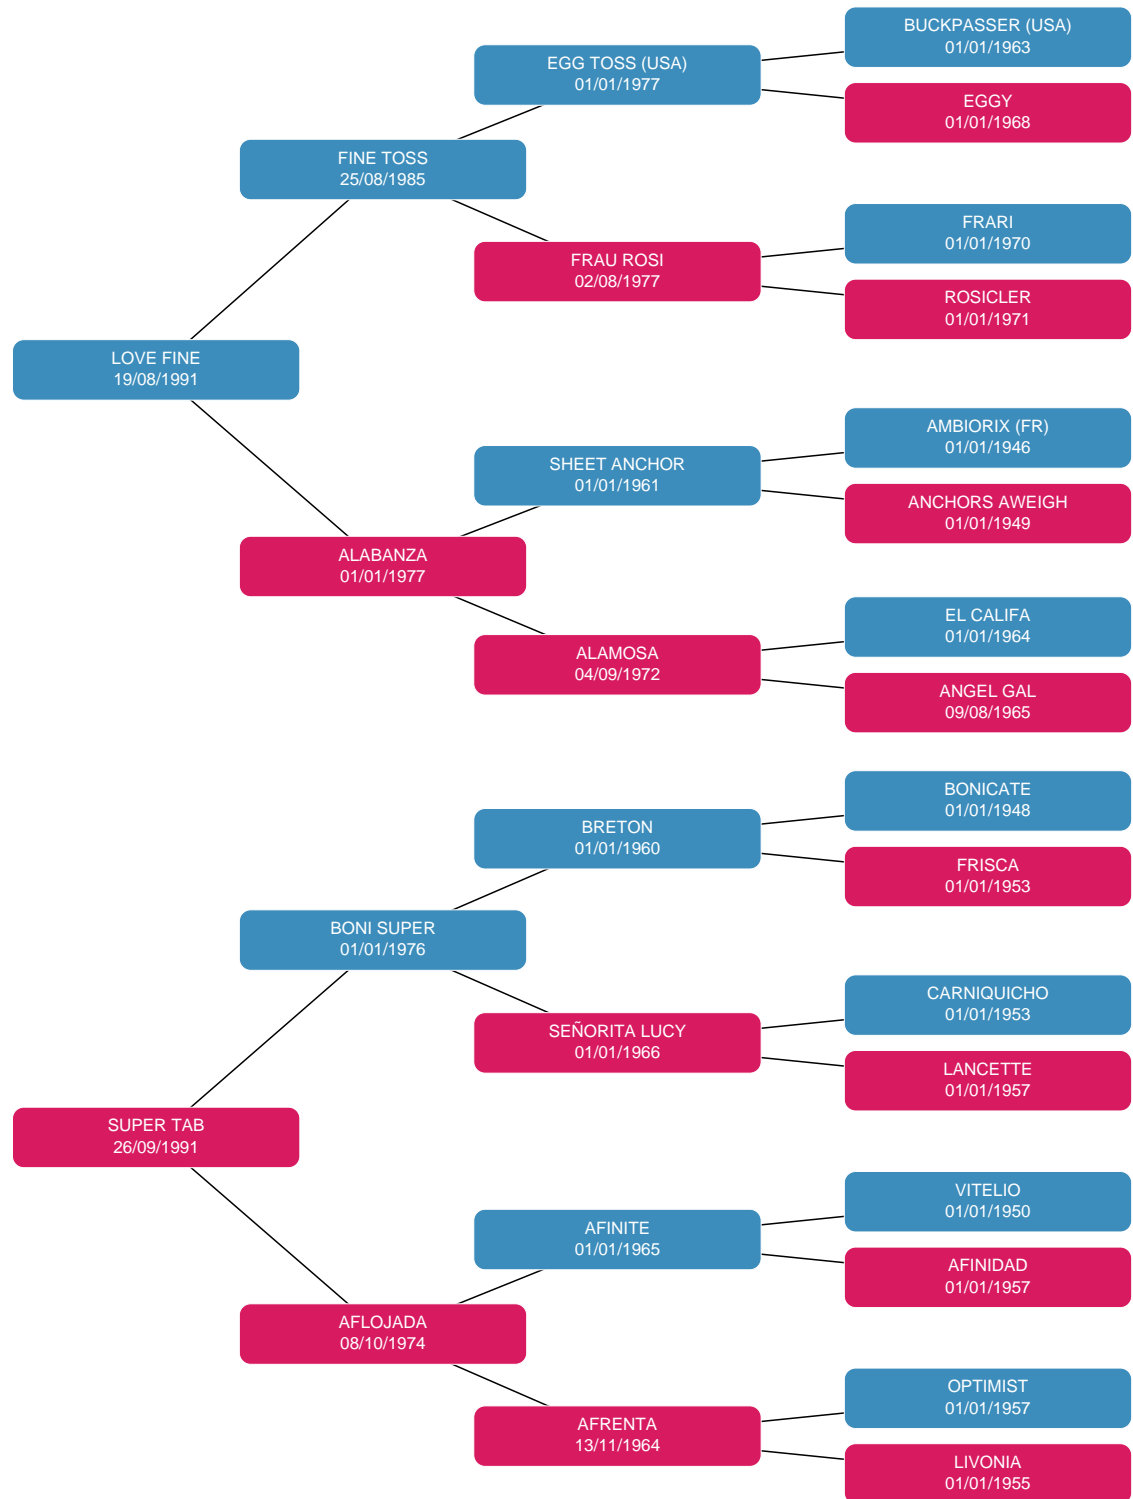 BUCKPASSER (USA)
01/01/1963
EGG TOSS (USA)
01/01/1977
EGGY
01/01/1968
FINE TOSS
25/08/1985
FRARI
01/01/1970
FRAU ROSI
02/08/1977
ROSICLER
01/01/1971
LOVE FINE
19/08/1991
AMBIORIX (FR)
01/01/1946
SHEET ANCHOR
01/01/1961
ANCHORS AWEIGH
01/01/1949
ALABANZA
01/01/1977
EL CALIFA
01/01/1964
ALAMOSA
04/09/1972
ANGEL GAL
09/08/1965
BONICATE
01/01/1948
BRETON
01/01/1960
FRISCA
01/01/1953
BONI SUPER
01/01/1976
CARNIQUICHO
01/01/1953
SEÑORITA LUCY
01/01/1966
LANCETTE
01/01/1957
SUPER TAB
26/09/1991
VITELIO
01/01/1950
AFINITE
01/01/1965
AFINIDAD
01/01/1957
AFLOJADA
08/10/1974
OPTIMIST
01/01/1957
AFRENTA
13/11/1964
LIVONIA
01/01/1955